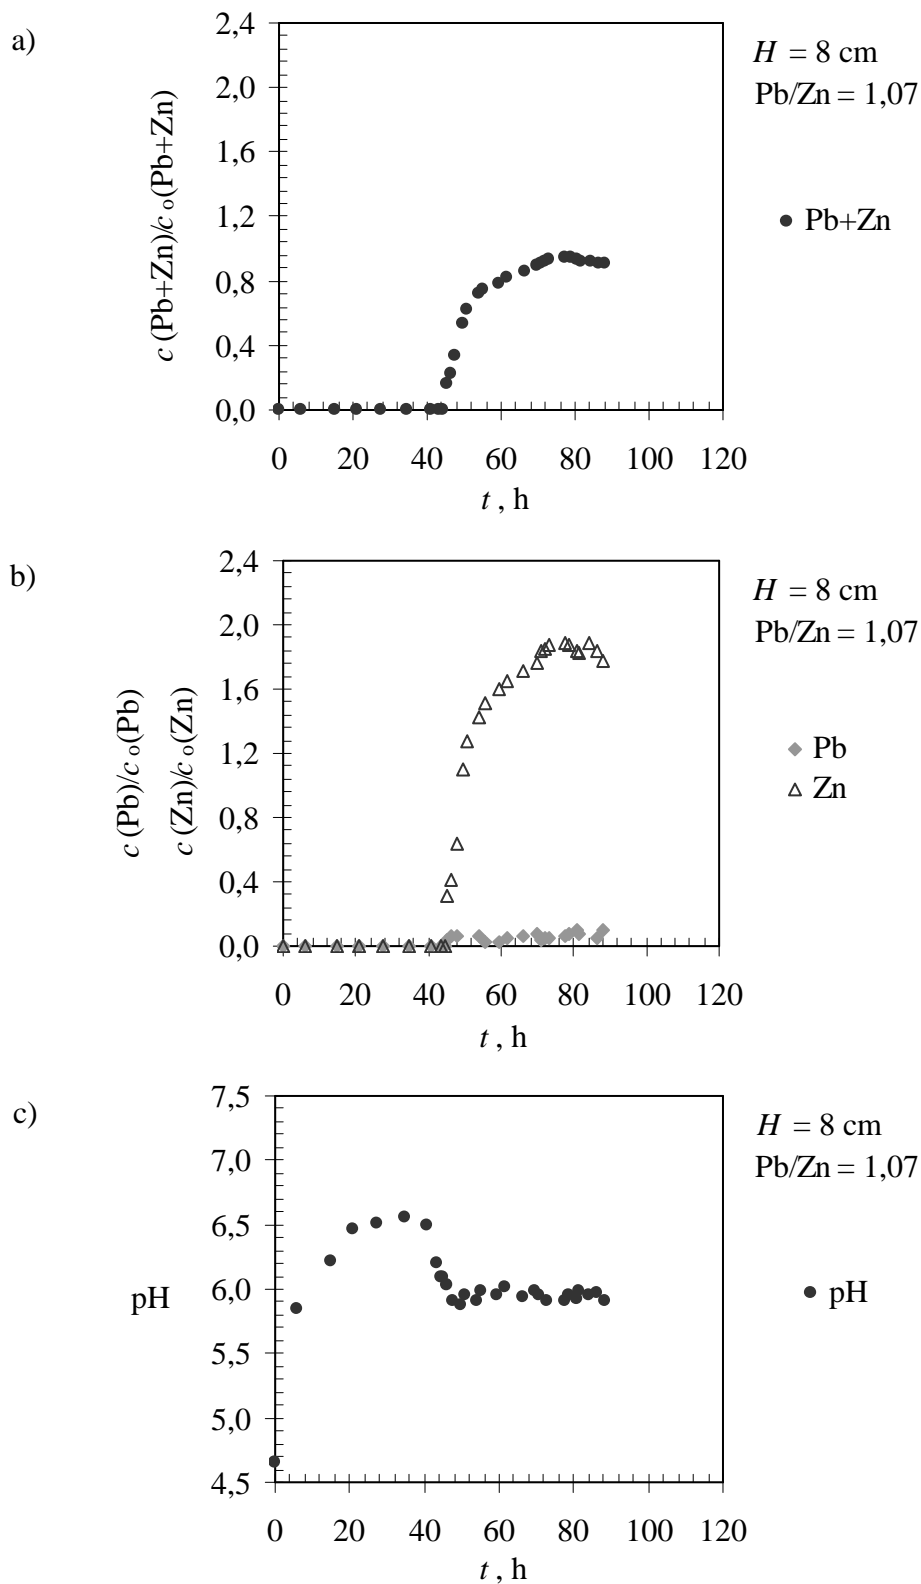 a)
c (Pb+Zn)/c o(Pb+Zn)
2,4
2,0
1,6
1,2
0,8
0,4
0,0
0 20 40 60 80 100 120
t , h
H = 8 cm
Pb/Zn = 1,07
Pb+Zn
b)
c (Pb)/c o(Pb)
c (Zn)/c o(Zn)
2,4
2,0
1,6
1,2
0,8
0,4
0,0
0 20 40 60 80 100 120
t , h
H = 8 cm
Pb/Zn = 1,07
Pb
Zn
c)
pH
7,5
7,0
6,5
6,0
5,5
5,0
4,5
0 20 40 60 80 100 120
t , h
H = 8 cm
Pb/Zn = 1,07
pH